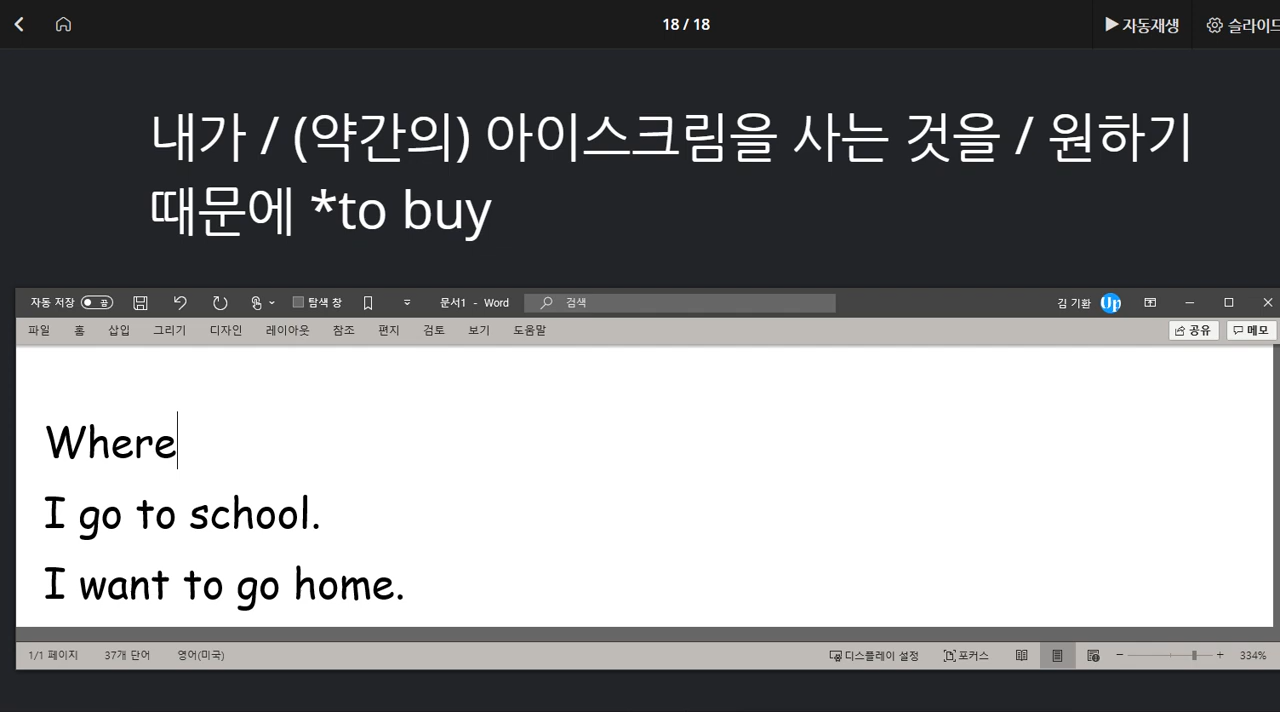 18 / 18
▶ 자동재생
슬라이드
내가 / (약간의) 아이스크림을 사는 것을 / 원하기
때문에 *to buy
자동 저장 끔
탐색 창
문서1 - Word
검색
김 기환
Up
파일 홈 삽입 그리기 디자인 레이아웃 참조 편지 검토 보기 도움말
공유
메모
Where
I go to school.
I want to go home.
1/1 페이지 37개 단어 영어(미국)
디스플레이 설정 포커스
334%